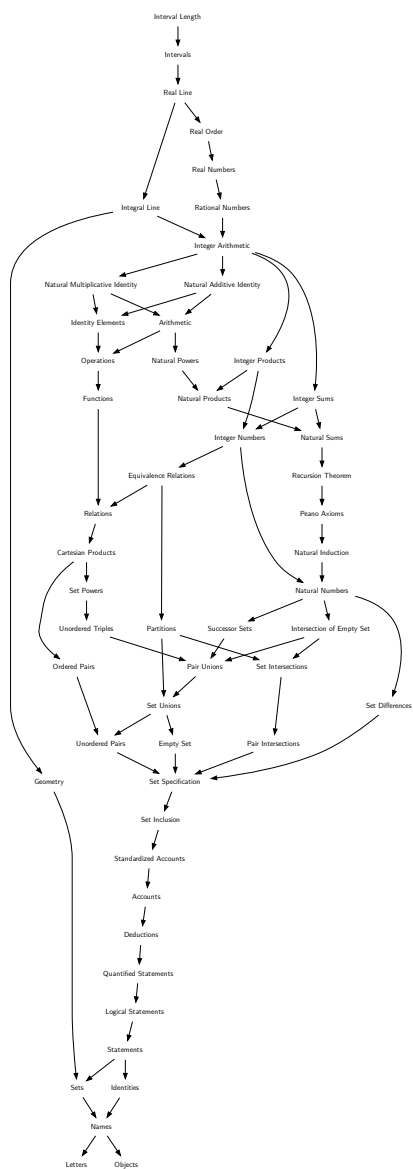 Interval Length
Intervals
Real Line
Real Order
Real Numbers
Integral Line
Rational Numbers
Integer Arithmetic
Natural Multiplicative Identity
Natural Additive Identity
Identity Elements
Arithmetic
Operations
Natural Powers
Integer Products
Functions
Natural Products
Integer Sums
Integer Numbers
Natural Sums
Equivalence Relations
Recursion Theorem
Relations
Peano Axioms
Cartesian Products
Natural Induction
Set Powers
Natural Numbers
Unordered Triples
Partitions
Successor Sets
Intersection of Empty Set
Ordered Pairs
Pair Unions
Set Intersections
Set Unions
Set Differences
Unordered Pairs
Empty Set
Pair Intersections
Geometry
Set Specification
Set Inclusion
Standardized Accounts
Accounts
Deductions
Quantified Statements
Logical Statements
Statements
Sets
Identities
Names
Letters
Objects